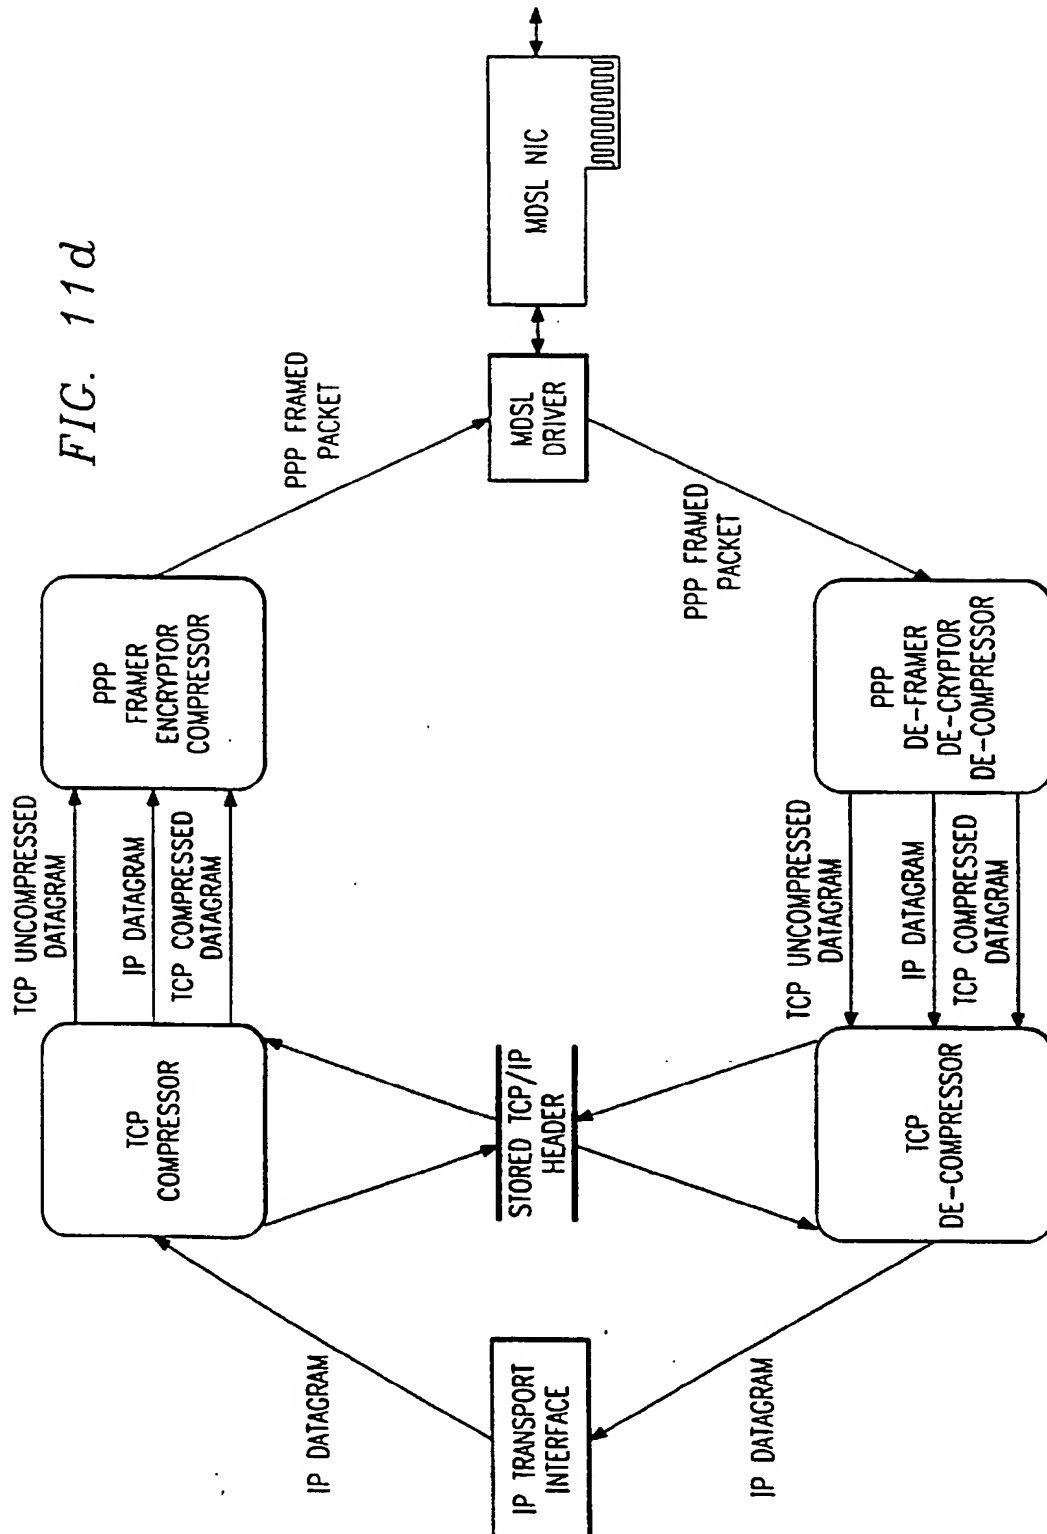 FIG. 11d
IP TRANSPORT
INTERFACE
IP DATAGRAM
TCP
COMPRESSOR
TCP UNCOMPRESSED
DATAGRAM
IP DATAGRAM
TCP COMPRESSED
DATAGRAM
PPP
FRAMER
ENCRYPTOR
COMPRESSOR
PPP FRAMED
PACKET
STORED TCP/IP
HEADER
MDSL
DRIVER
MDSL NIC
IP DATAGRAM
TCP
DE-COMPRESSOR
TCP UNCOMPRESSED
DATAGRAM
IP DATAGRAM
TCP COMPRESSED
DATAGRAM
PPP
DE-FRAMER
DE-CRYPTOR
DE-COMPRESSOR
PPP FRAMED
PACKET